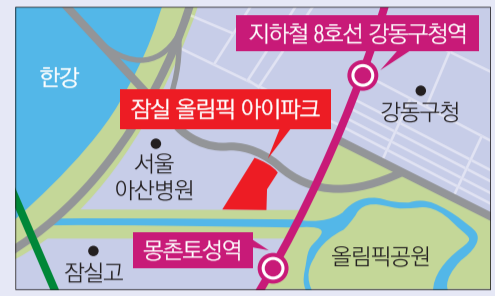 지하철 8호선 강동구청역
한강
잠실 올림픽 아이파크
강동구청
서울
아산병원
몽촌토성역
올림픽공원
잠실고